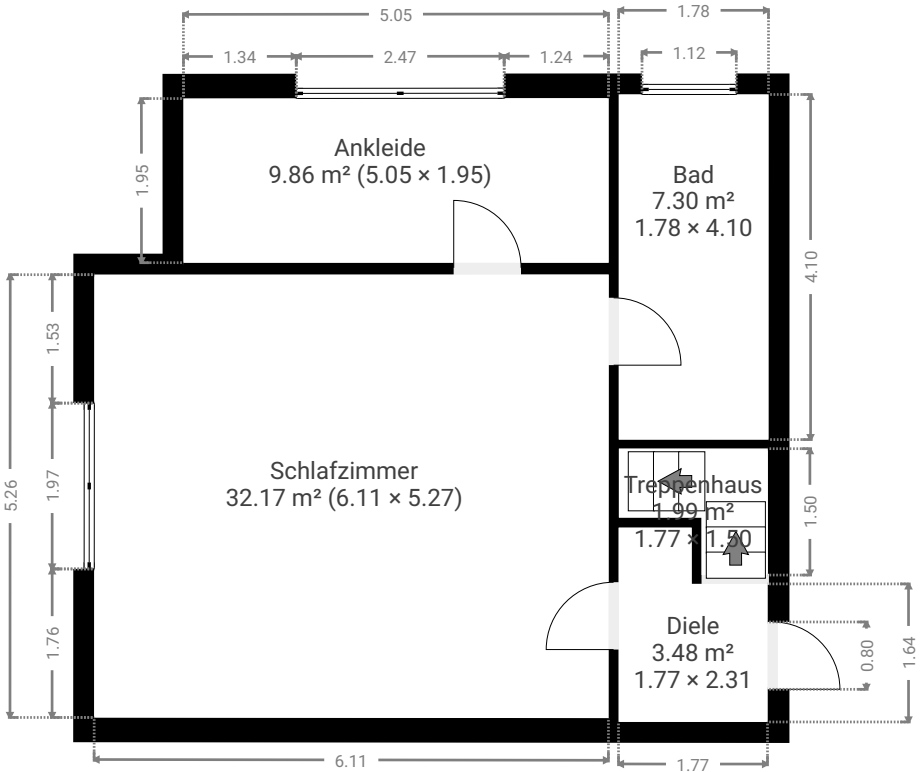 5.05
1.78
1.34
2.47
1.24
1.12
Ankleide
9.86 m² (5.05 × 1.95)
1.95
Bad
7.30 m²
1.78 × 4.10
4.10
1.53
Schlafzimmer
32.17 m² (6.11 × 5.27)
5.26
1.97
Treppenhaus
1.99 m²
1.77 × 1.50
1.50
1.76
Diele
3.48 m²
1.77 × 2.31
0.80
1.64
6.11
1.77